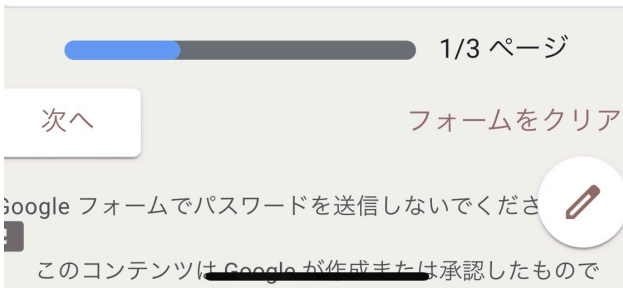 1/3 ページ
次へ
フォームをクリア
Google フォームでパスワードを送信しないでくださ
このコンテンツは Google が作成または承認したもので